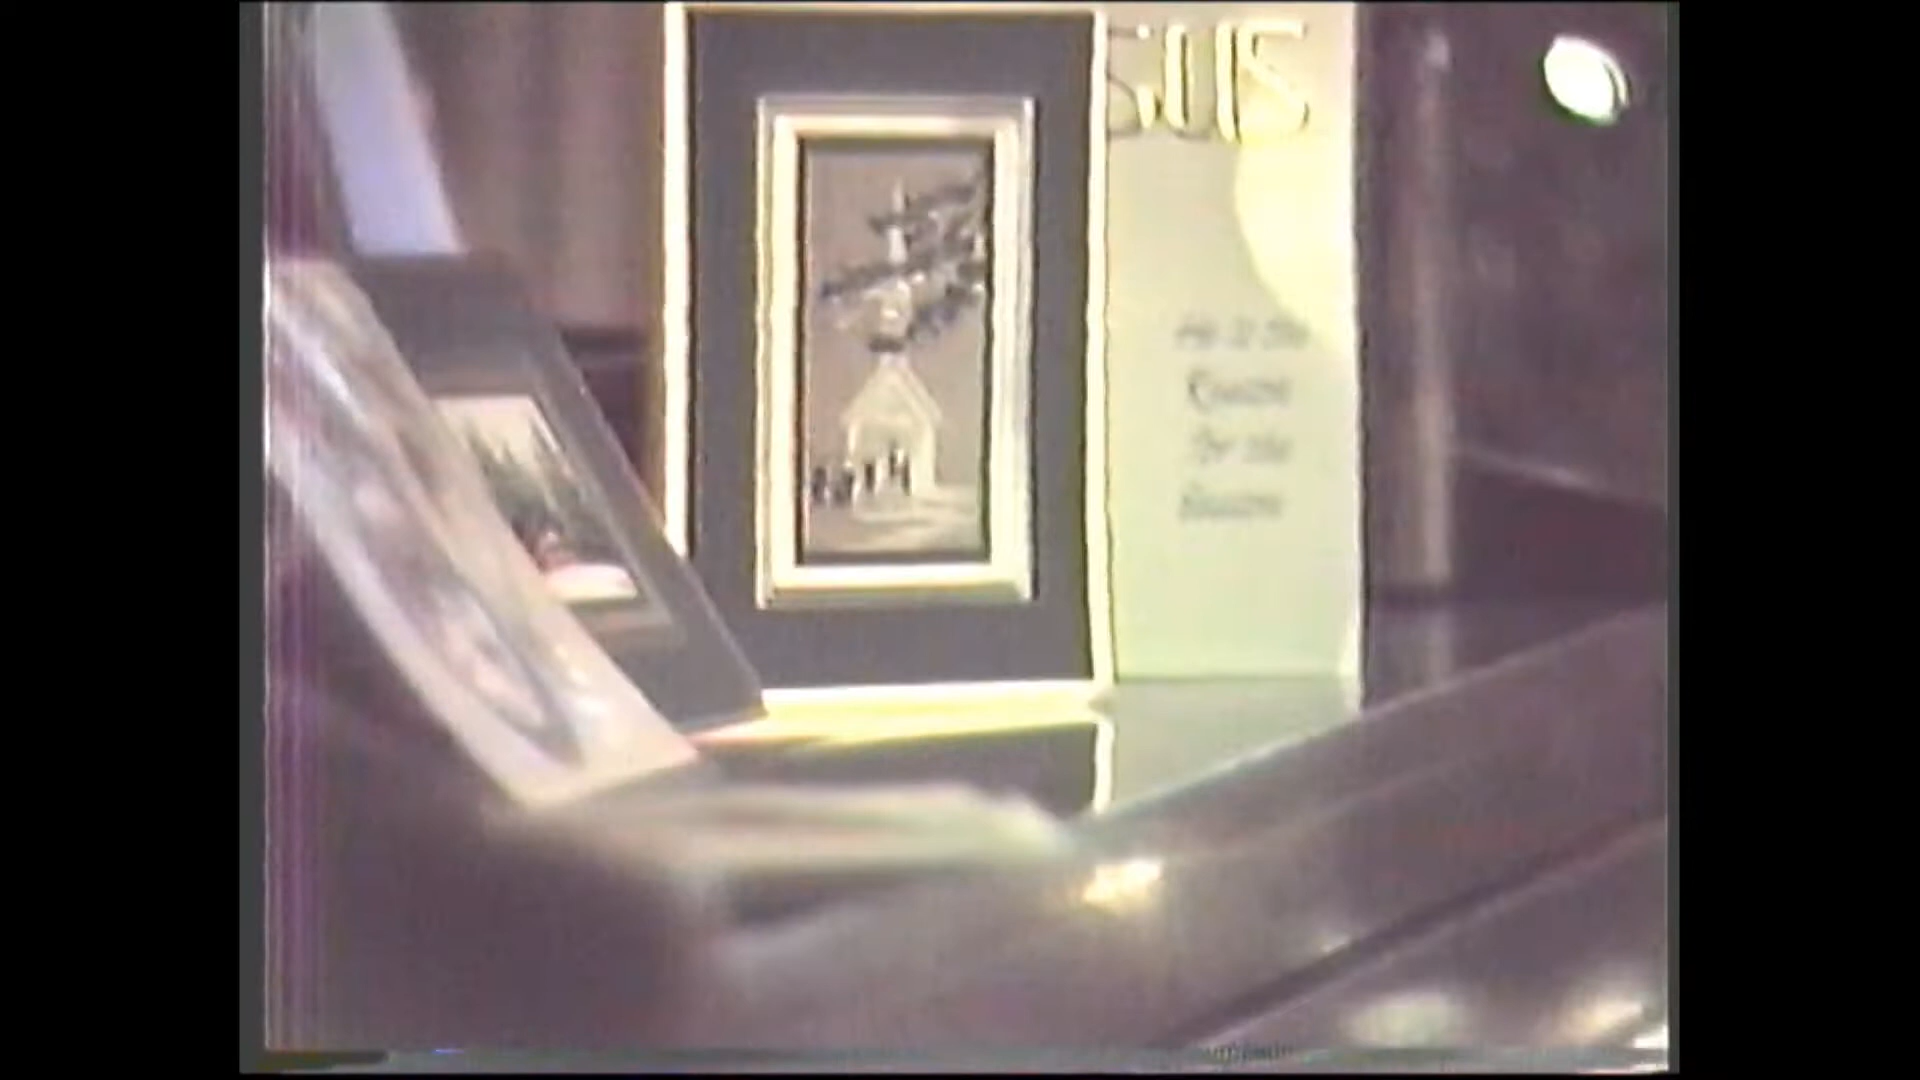 SUS
He is the
Reason
for the
Season